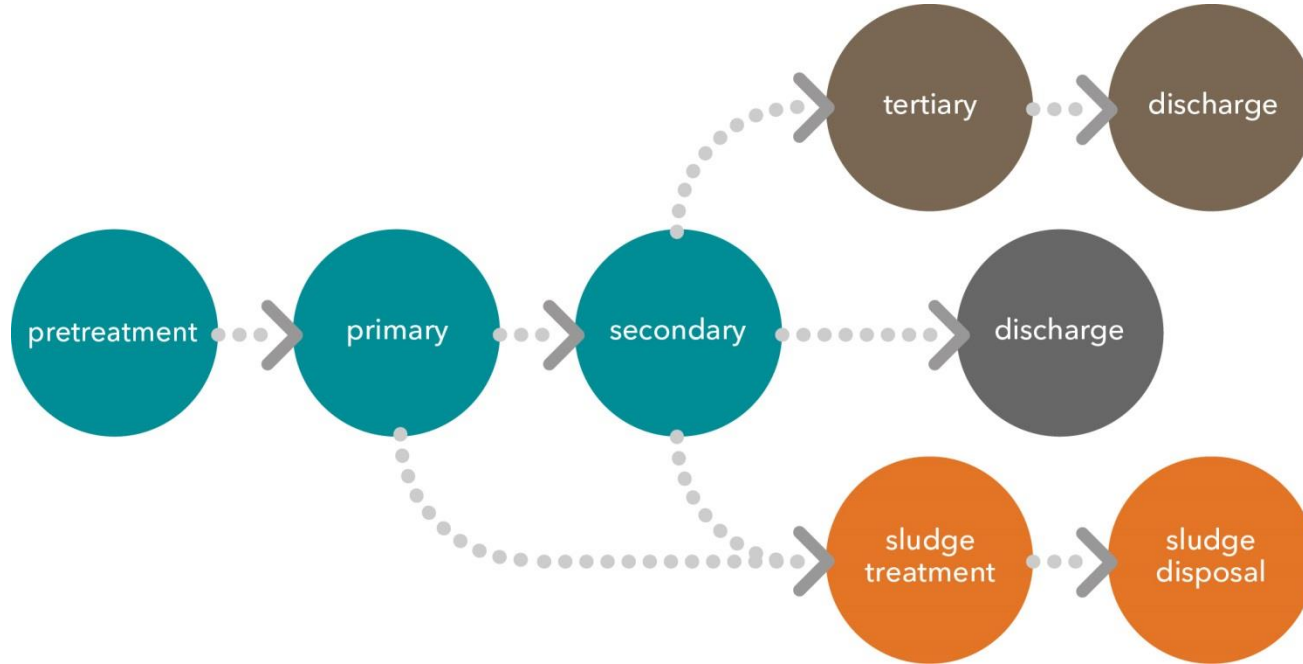 tertiary
discharge
pretreatment
primary
secondary
discharge
sludge
treatment
sludge
disposal